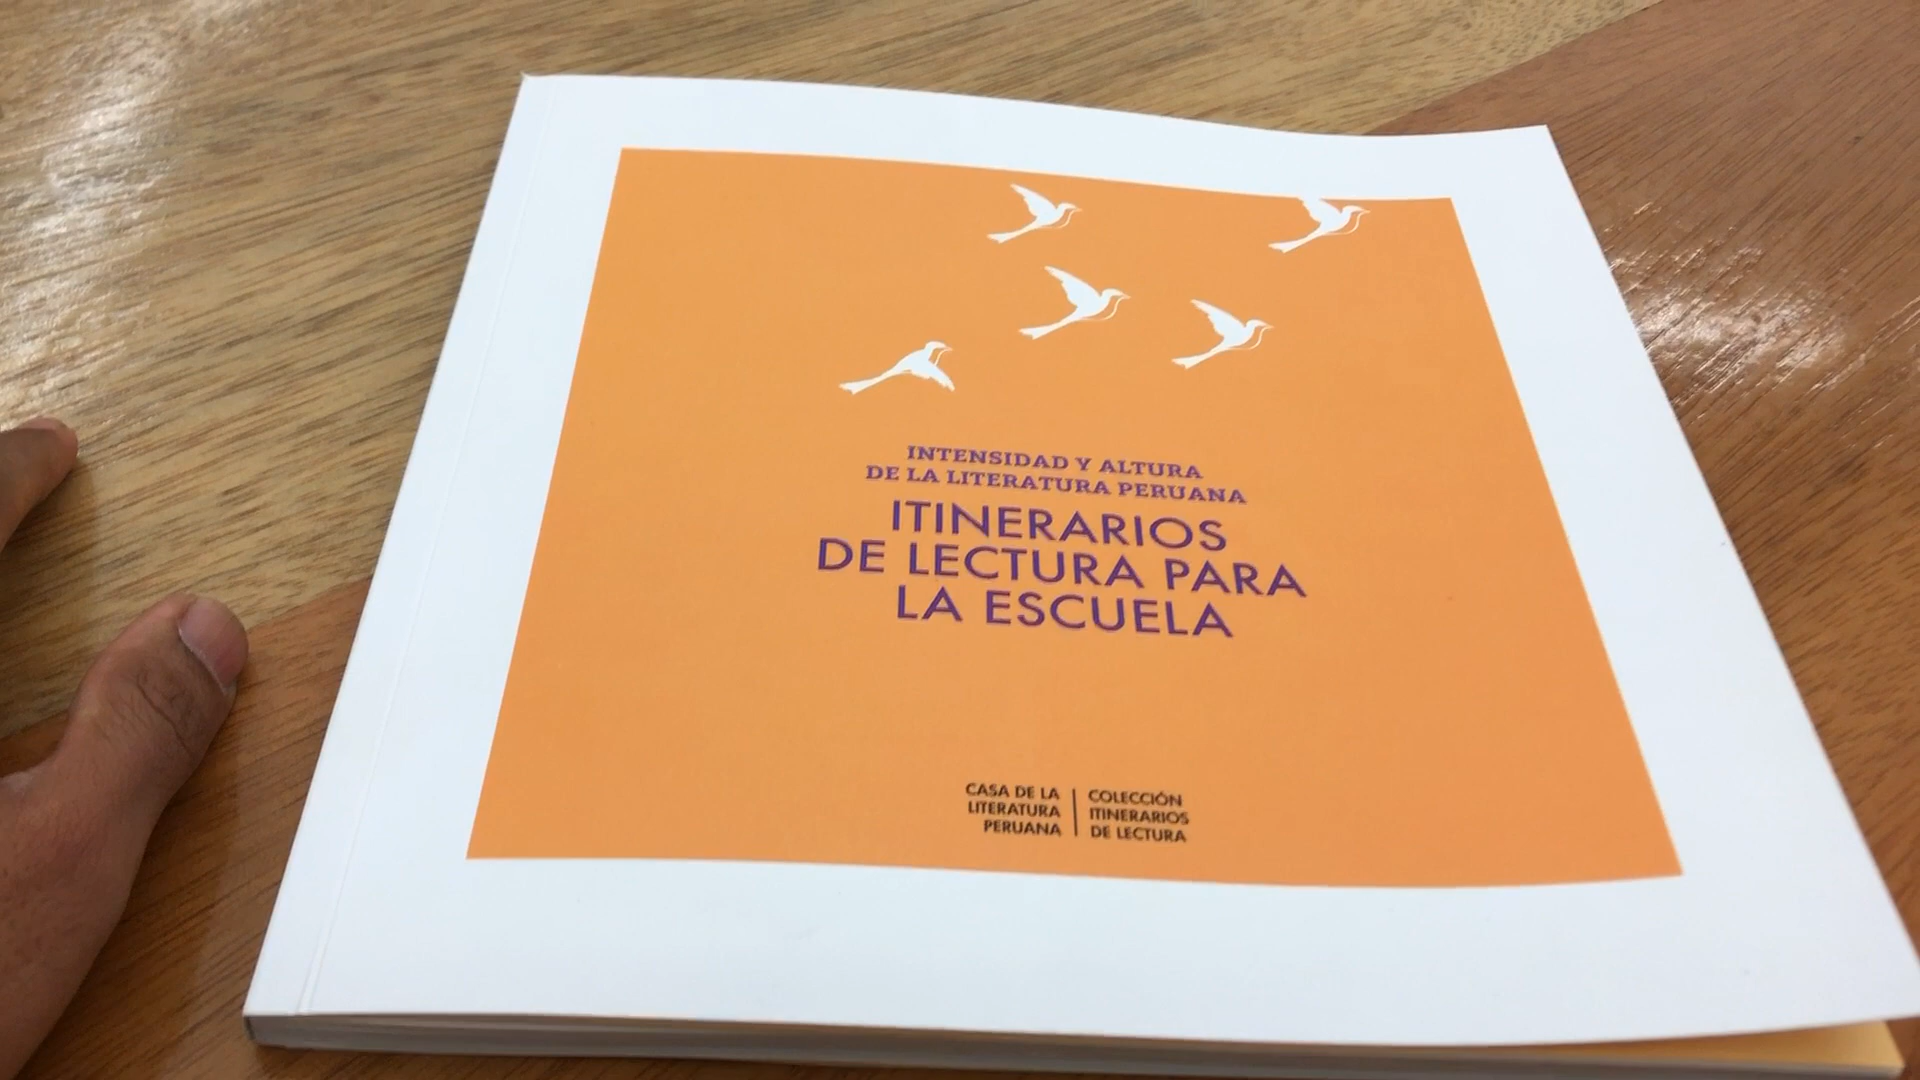 INTENSIDAD Y ALTURA
DE LA LITERATURA PERUANA
ITINERARIOS
DE LECTURA PARA
LA ESCUELA
CASA DE LA
LITERATURA
PERUANA
COLECCIÓN
ITINERARIOS
DE LECTURA